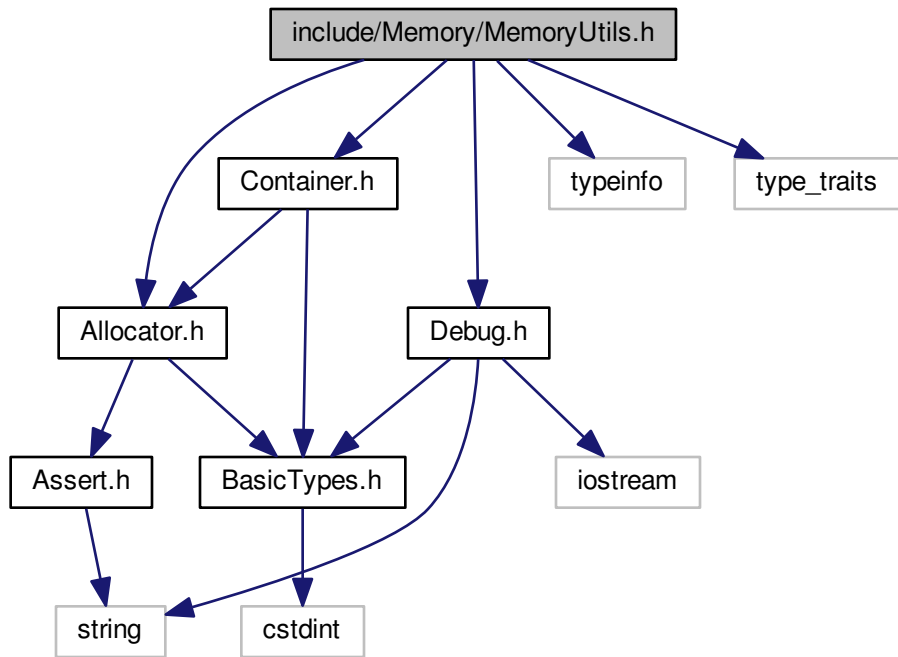 include/Memory/MemoryUtils.h
Container.h
typeinfo
type_traits
Allocator.h
Debug.h
Assert.h
BasicTypes.h
iostream
string
cstdint